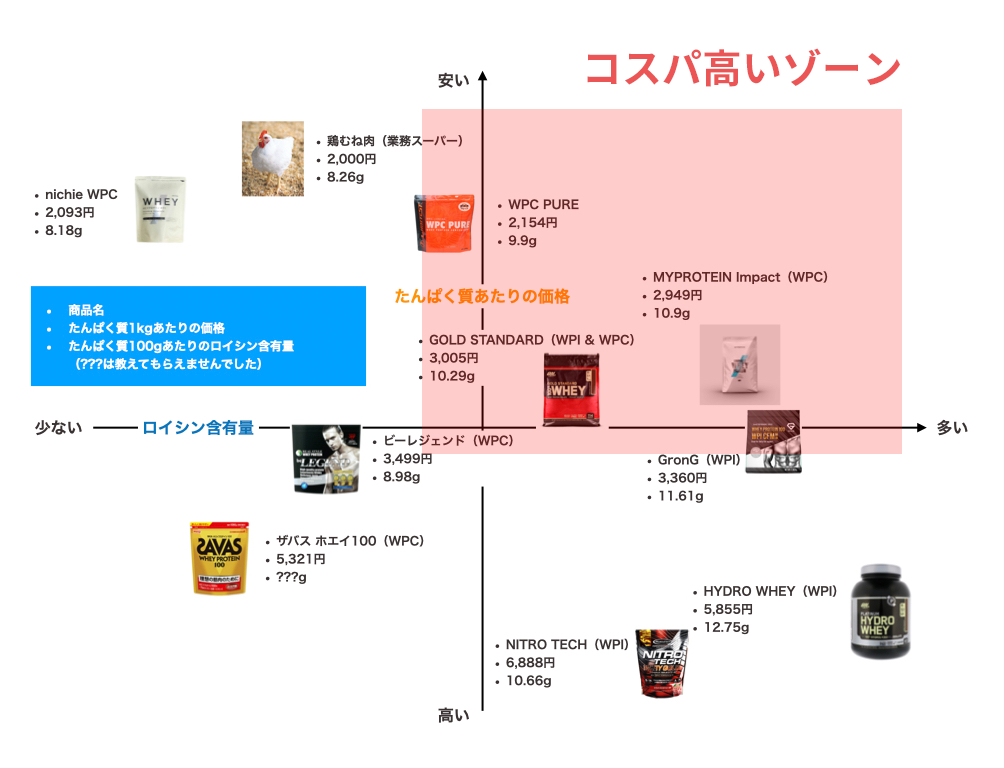 コスパ高いゾーン
安い
・鶏むね肉（業務スーパー）
・2,000円
・8.26g
・nichie WPC
・2,093円
・8.18g
WHEY
WPC PURE
・WPC PURE
・2,154円
・9.9g
・MYPROTEIN Impact（WPC）
・2,949円
・10.9g
たんぱく質あたりの価格
・商品名
・たんぱく質1kgあたりの価格
・たんぱく質100gあたりのロイシン含有量
（???は教えてもらえませんでした）
・GOLD STANDARD（WPI & WPC）
・3,005円
・10.29g
GOLD STANDARD
WHEY
少ない
ロイシン含有量
多い
・ビーレジェンド（WPC）
・3,499円
・8.98g
・GronG（WPI）
・3,360円
・11.61g
SAVAS
WHEY PROTEIN
100
理想の筋肉のために
・ザバス ホエイ100（WPC）
・5,321円
・???g
・HYDRO WHEY（WPI）
・5,855円
・12.75g
HYDRO
WHEY
・NITRO TECH（WPI）
・6,888円
・10.66g
NITRO
TECH
高い